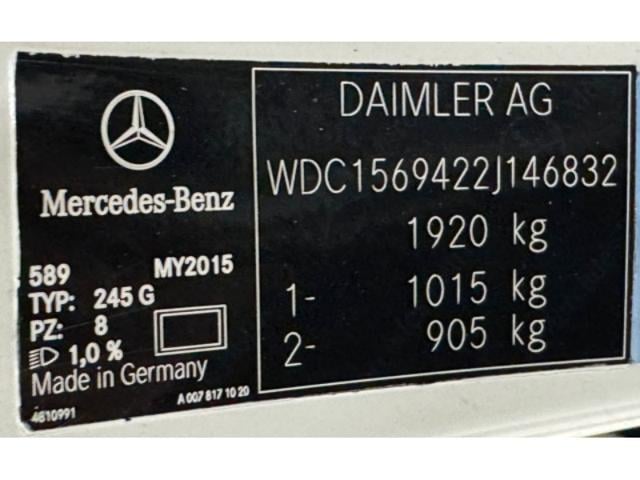 Mercedes-Benz
589 MY2015
TYP: 245 G
PZ: 8
1,0 %
Made in Germany
4810991 A 007 817 10 20
DAIMLER AG
WDC1569422J146832
1920 kg
1- 1015 kg
2- 905 kg